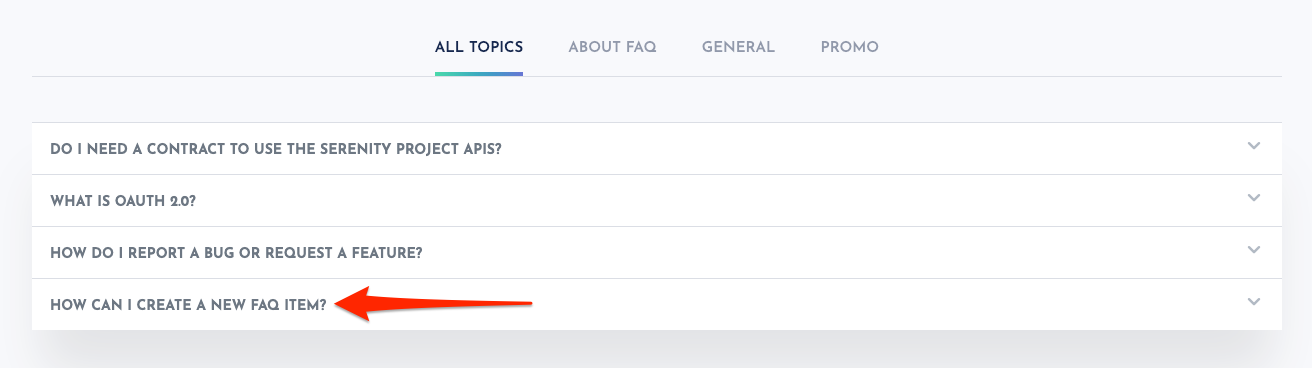 ALL TOPICS ABOUT FAQ GENERAL PROMO
DO I NEED A CONTRACT TO USE THE SERENITY PROJECT APIS?
WHAT IS OAUTH 2.0?
HOW DO I REPORT A BUG OR REQUEST A FEATURE?
HOW CAN I CREATE A NEW FAQ ITEM?